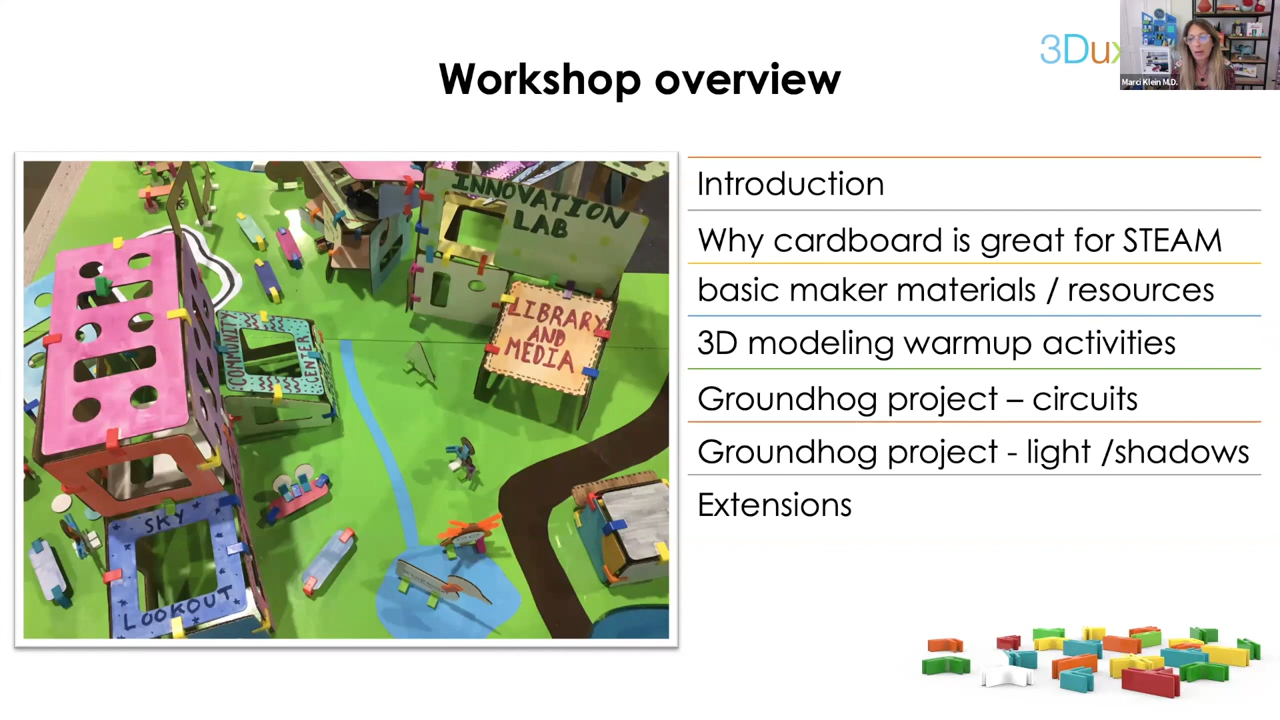 3Dux
Marci Klein M.D.
Workshop overview
INNOVATION
LAB
LIBRARY
AND
MEDIA
COMMUNITY
CENTER
SKY
LOOKOUT
Introduction
Why cardboard is great for STEAM
basic maker materials / resources
3D modeling warmup activities
Groundhog project – circuits
Groundhog project - light /shadows
Extensions